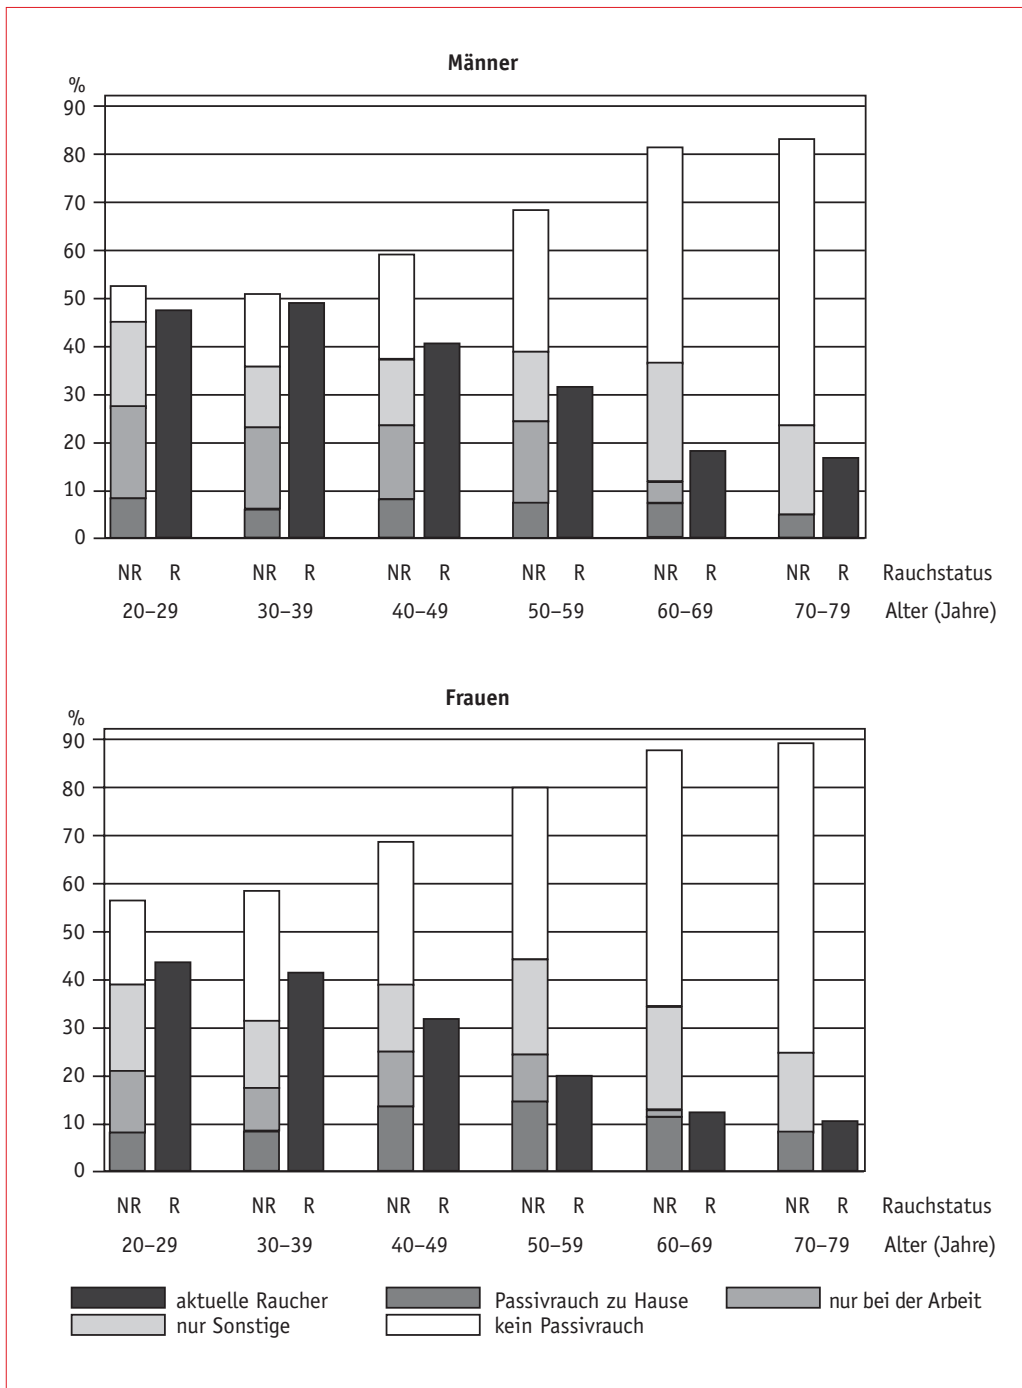 Männer
%
90
80
70
60
50
40
30
20
10
0
NR R NR R NR R NR R NR R NR R Rauchstatus
20–29 30–39 40–49 50–59 60–69 70–79 Alter (Jahre)
Frauen
%
90
80
70
60
50
40
30
20
10
0
NR R NR R NR R NR R NR R NR R Rauchstatus
20–29 30–39 40–49 50–59 60–69 70–79 Alter (Jahre)
aktuelle Raucher Passivrauch zu Hause nur bei der Arbeit
nur Sonstige kein Passivrauch